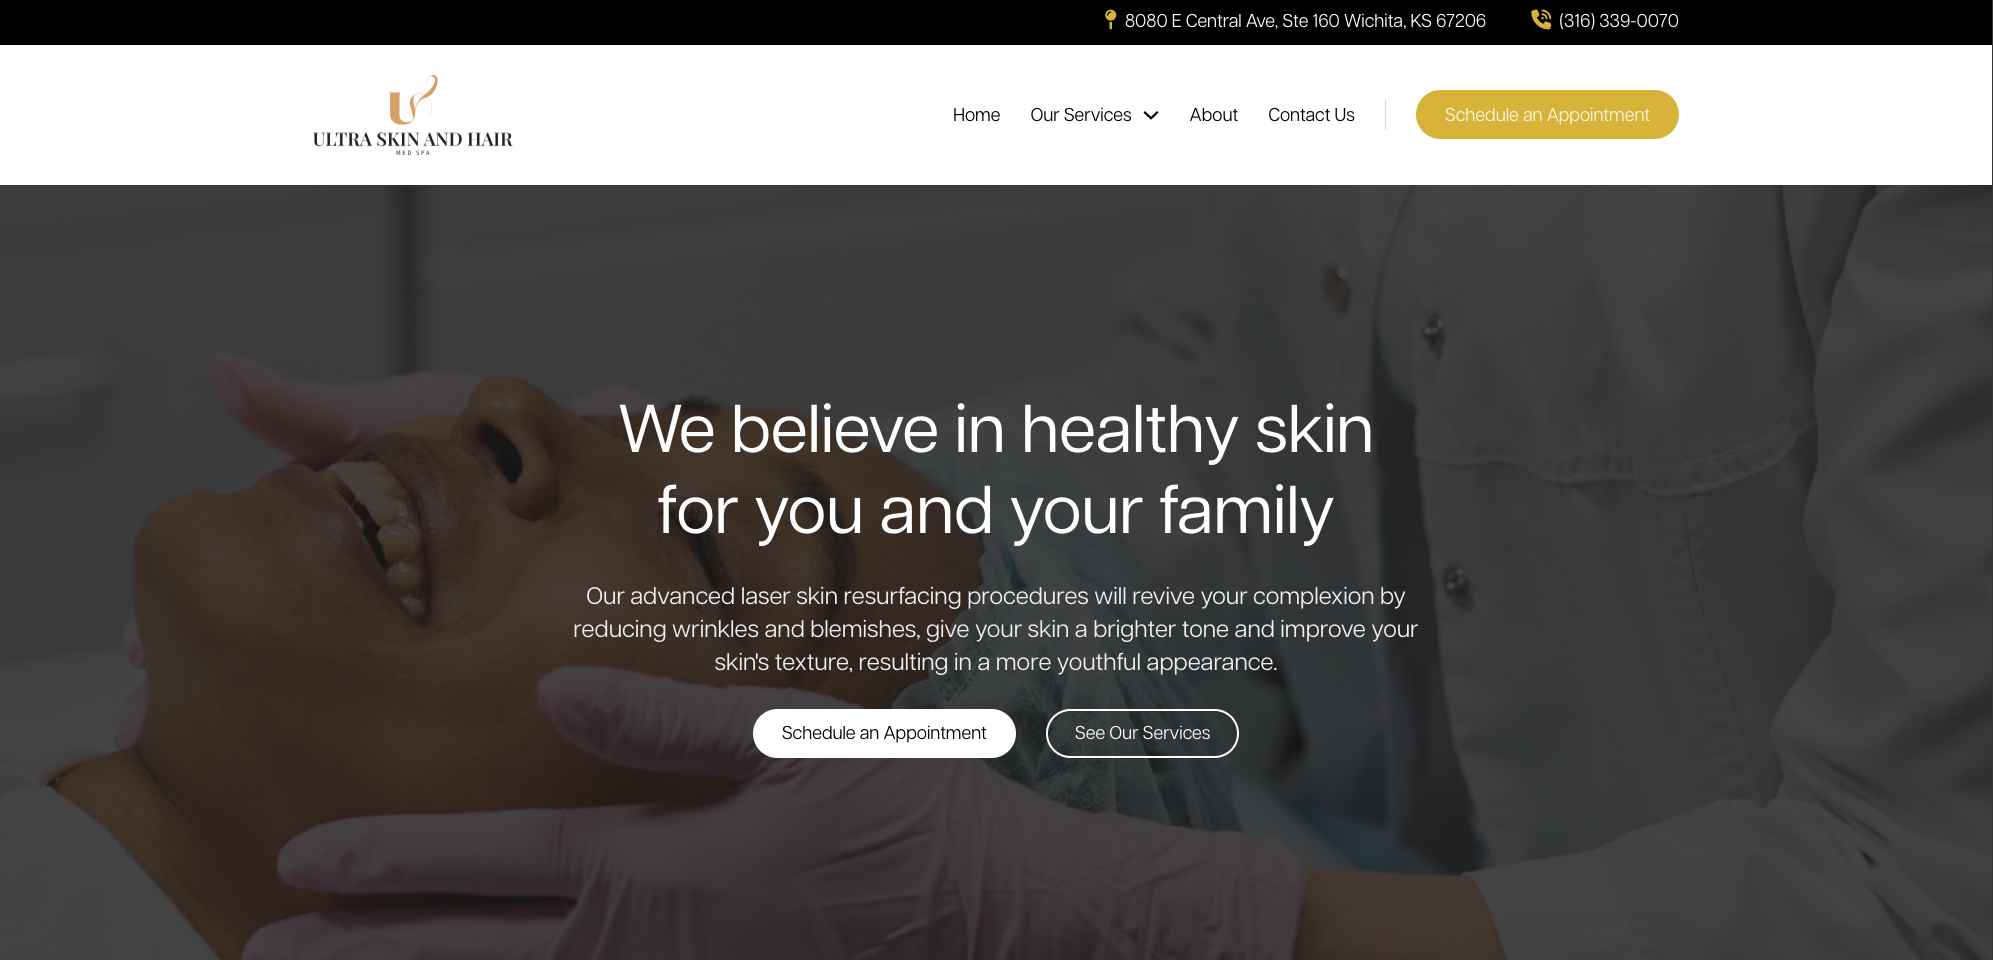 8080 E Central Ave, Ste 160 Wichita, KS 67206
(316) 339-0070
ULTRA SKIN AND HAIR
MED SPA
Home
Our Services
About
Contact Us
Schedule an Appointment
We believe in healthy skin
for you and your family
Our advanced laser skin resurfacing procedures will revive your complexion by
reducing wrinkles and blemishes, give your skin a brighter tone and improve your
skin's texture, resulting in a more youthful appearance.
Schedule an Appointment
See Our Services